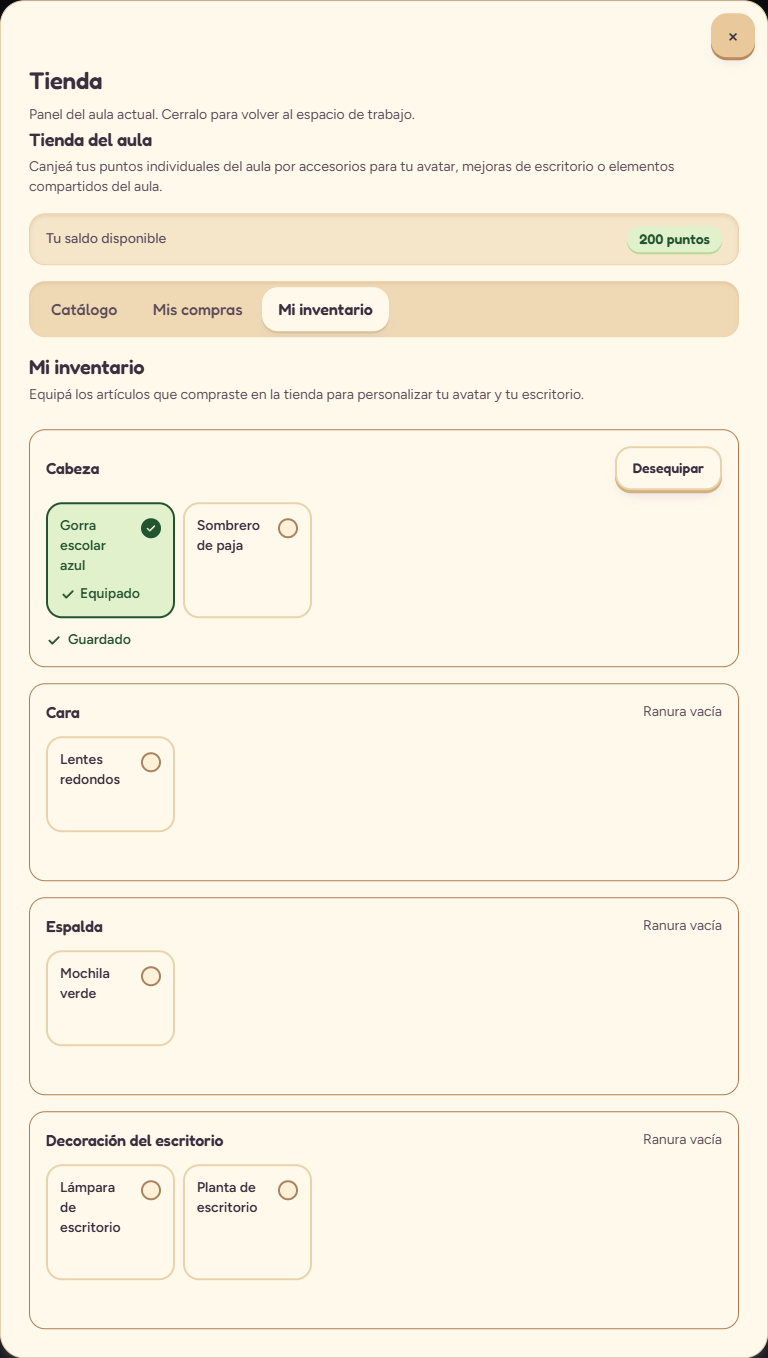 ×
Tienda
Panel del aula actual. Cerralo para volver al espacio de trabajo.
Tienda del aula
Canjeá tus puntos individuales del aula por accesorios para tu avatar, mejoras de escritorio o elementos
compartidos del aula.
Tu saldo disponible
200 puntos
Catálogo
Mis compras
Mi inventario
Mi inventario
Equipá los artículos que compraste en la tienda para personalizar tu avatar y tu escritorio.
Cabeza
Desequipar
Gorra
escolar
azul
Equipado
Sombrero
de paja
Guardado
Cara
Ranura vacía
Lentes
redondos
Espalda
Ranura vacía
Mochila
verde
Decoración del escritorio
Ranura vacía
Lámpara
de
escritorio
Planta de
escritorio